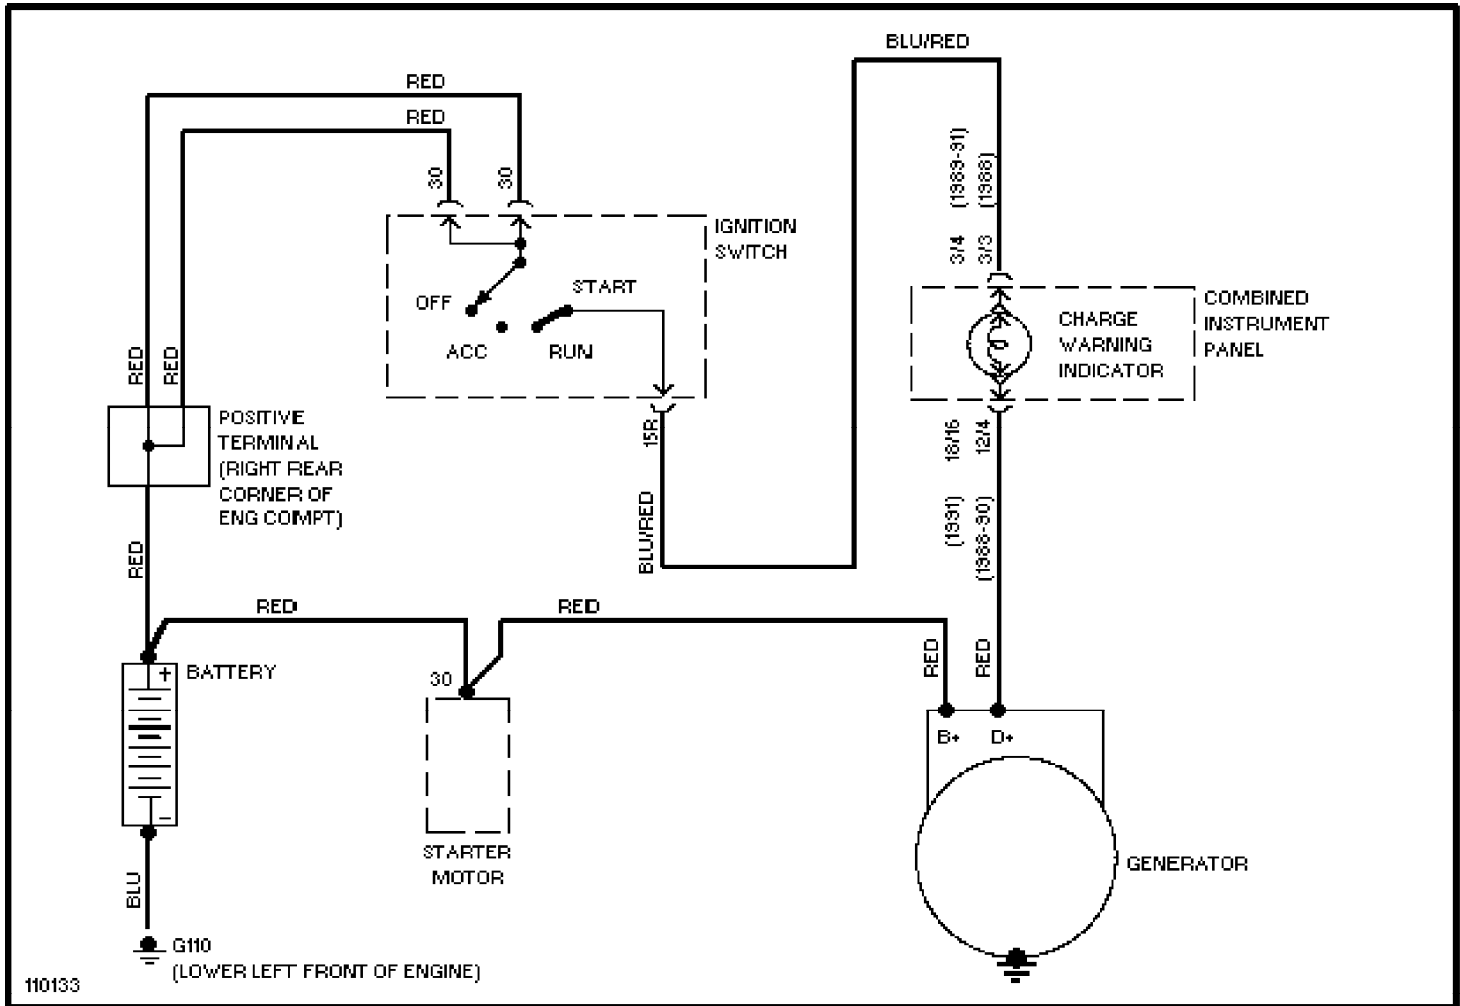 BLU/RED
RED
RED
30
30
(1989-91)
(1988)
IGNITION
SWITCH
3/4
3/3
START
OFF
COMBINED
INSTRUMENT
PANEL
CHARGE
WARNING
INDICATOR
ACC
RUN
RED
RED
POSITIVE
TERMINAL
(RIGHT REAR
CORNER OF
ENG COMPT)
15R
18/16
12/4
BLU/RED
(1991)
(1988-90)
RED
RED
RED
RED
RED
+
BATTERY
30
B+
D+
-
STARTER
MOTOR
GENERATOR
BLU
G110
(LOWER LEFT FRONT OF ENGINE)
110133